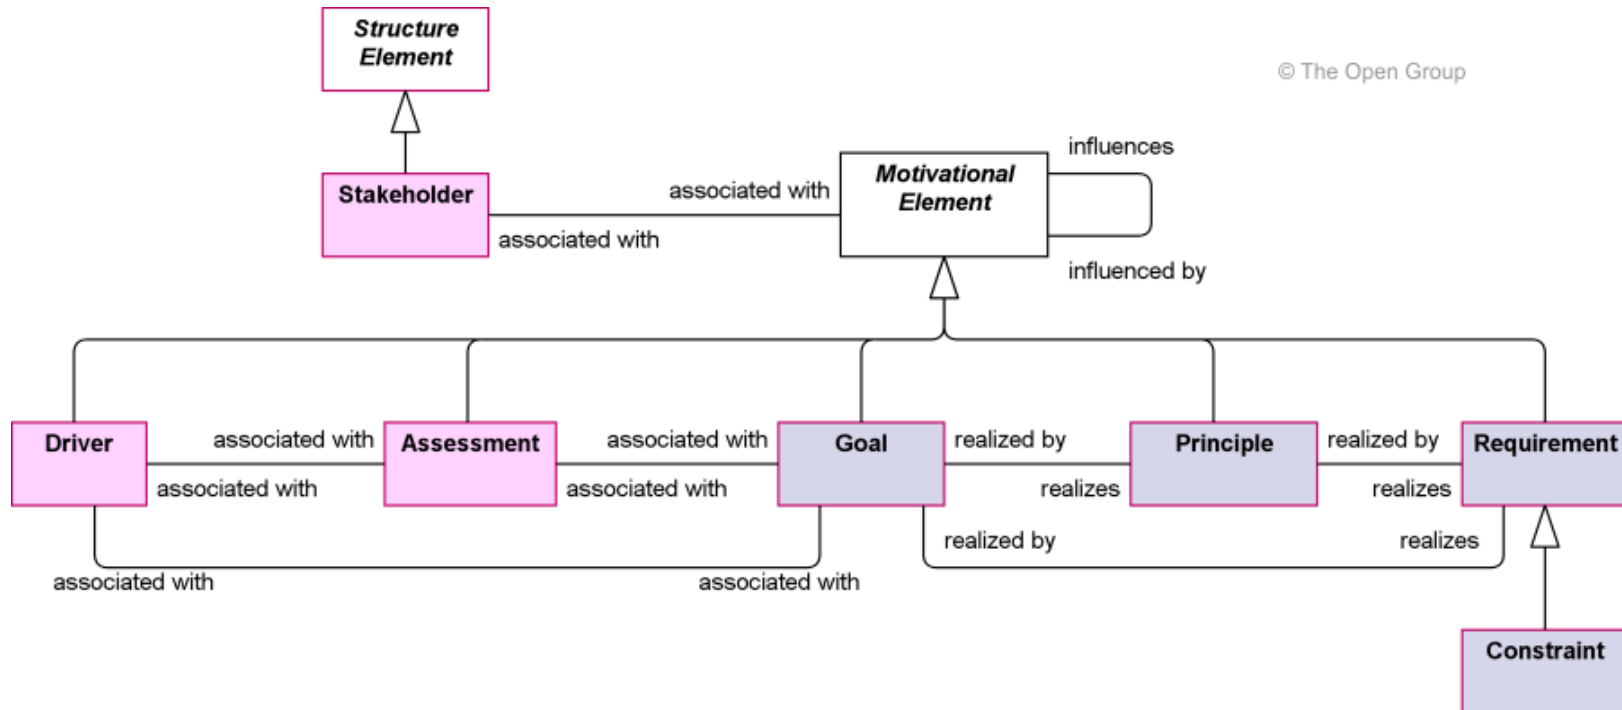 Structure
Element
© The Open Group
influences
Motivational
Element
associated with
Stakeholder
associated with
influenced by
Driver
associated with
Assessment
associated with
Goal
realized by
Principle
realized by
Requirement
associated with
associated with
realizes
realizes
realized by
realizes
associated with
associated with
Constraint